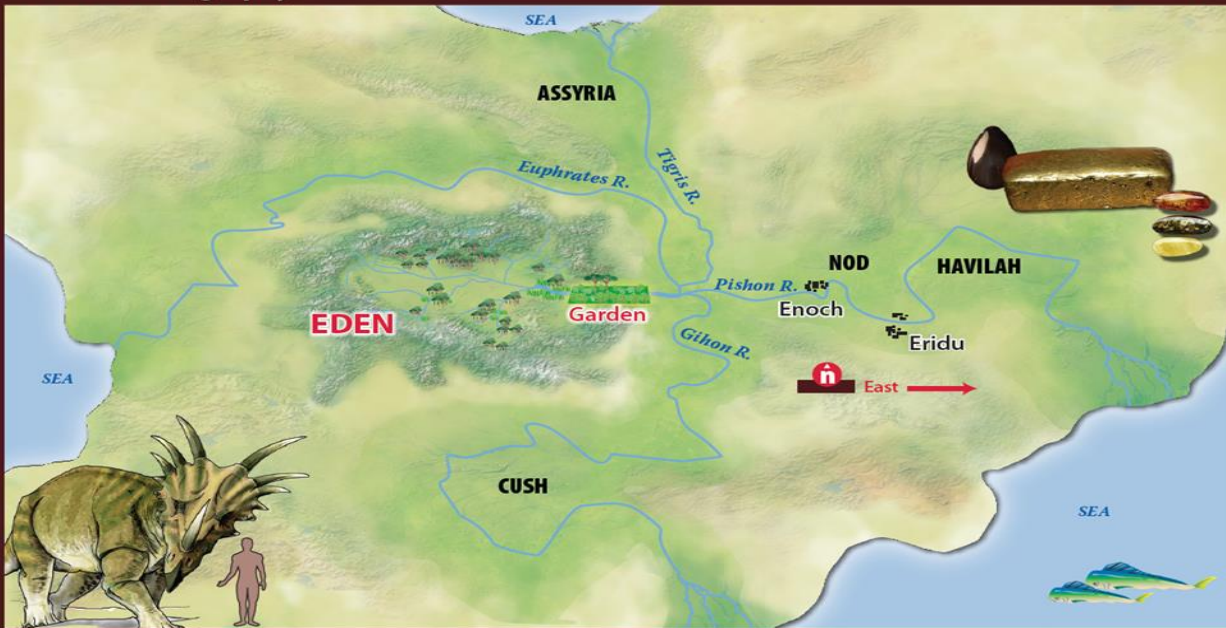 SEA
ASSYRIA
Euphrates R.
Tigris R.
NOD
HAVILAH
Pishon R.
Enoch
Garden
EDEN
Gihon R.
Eridu
SEA
n̂
East
CUSH
SEA